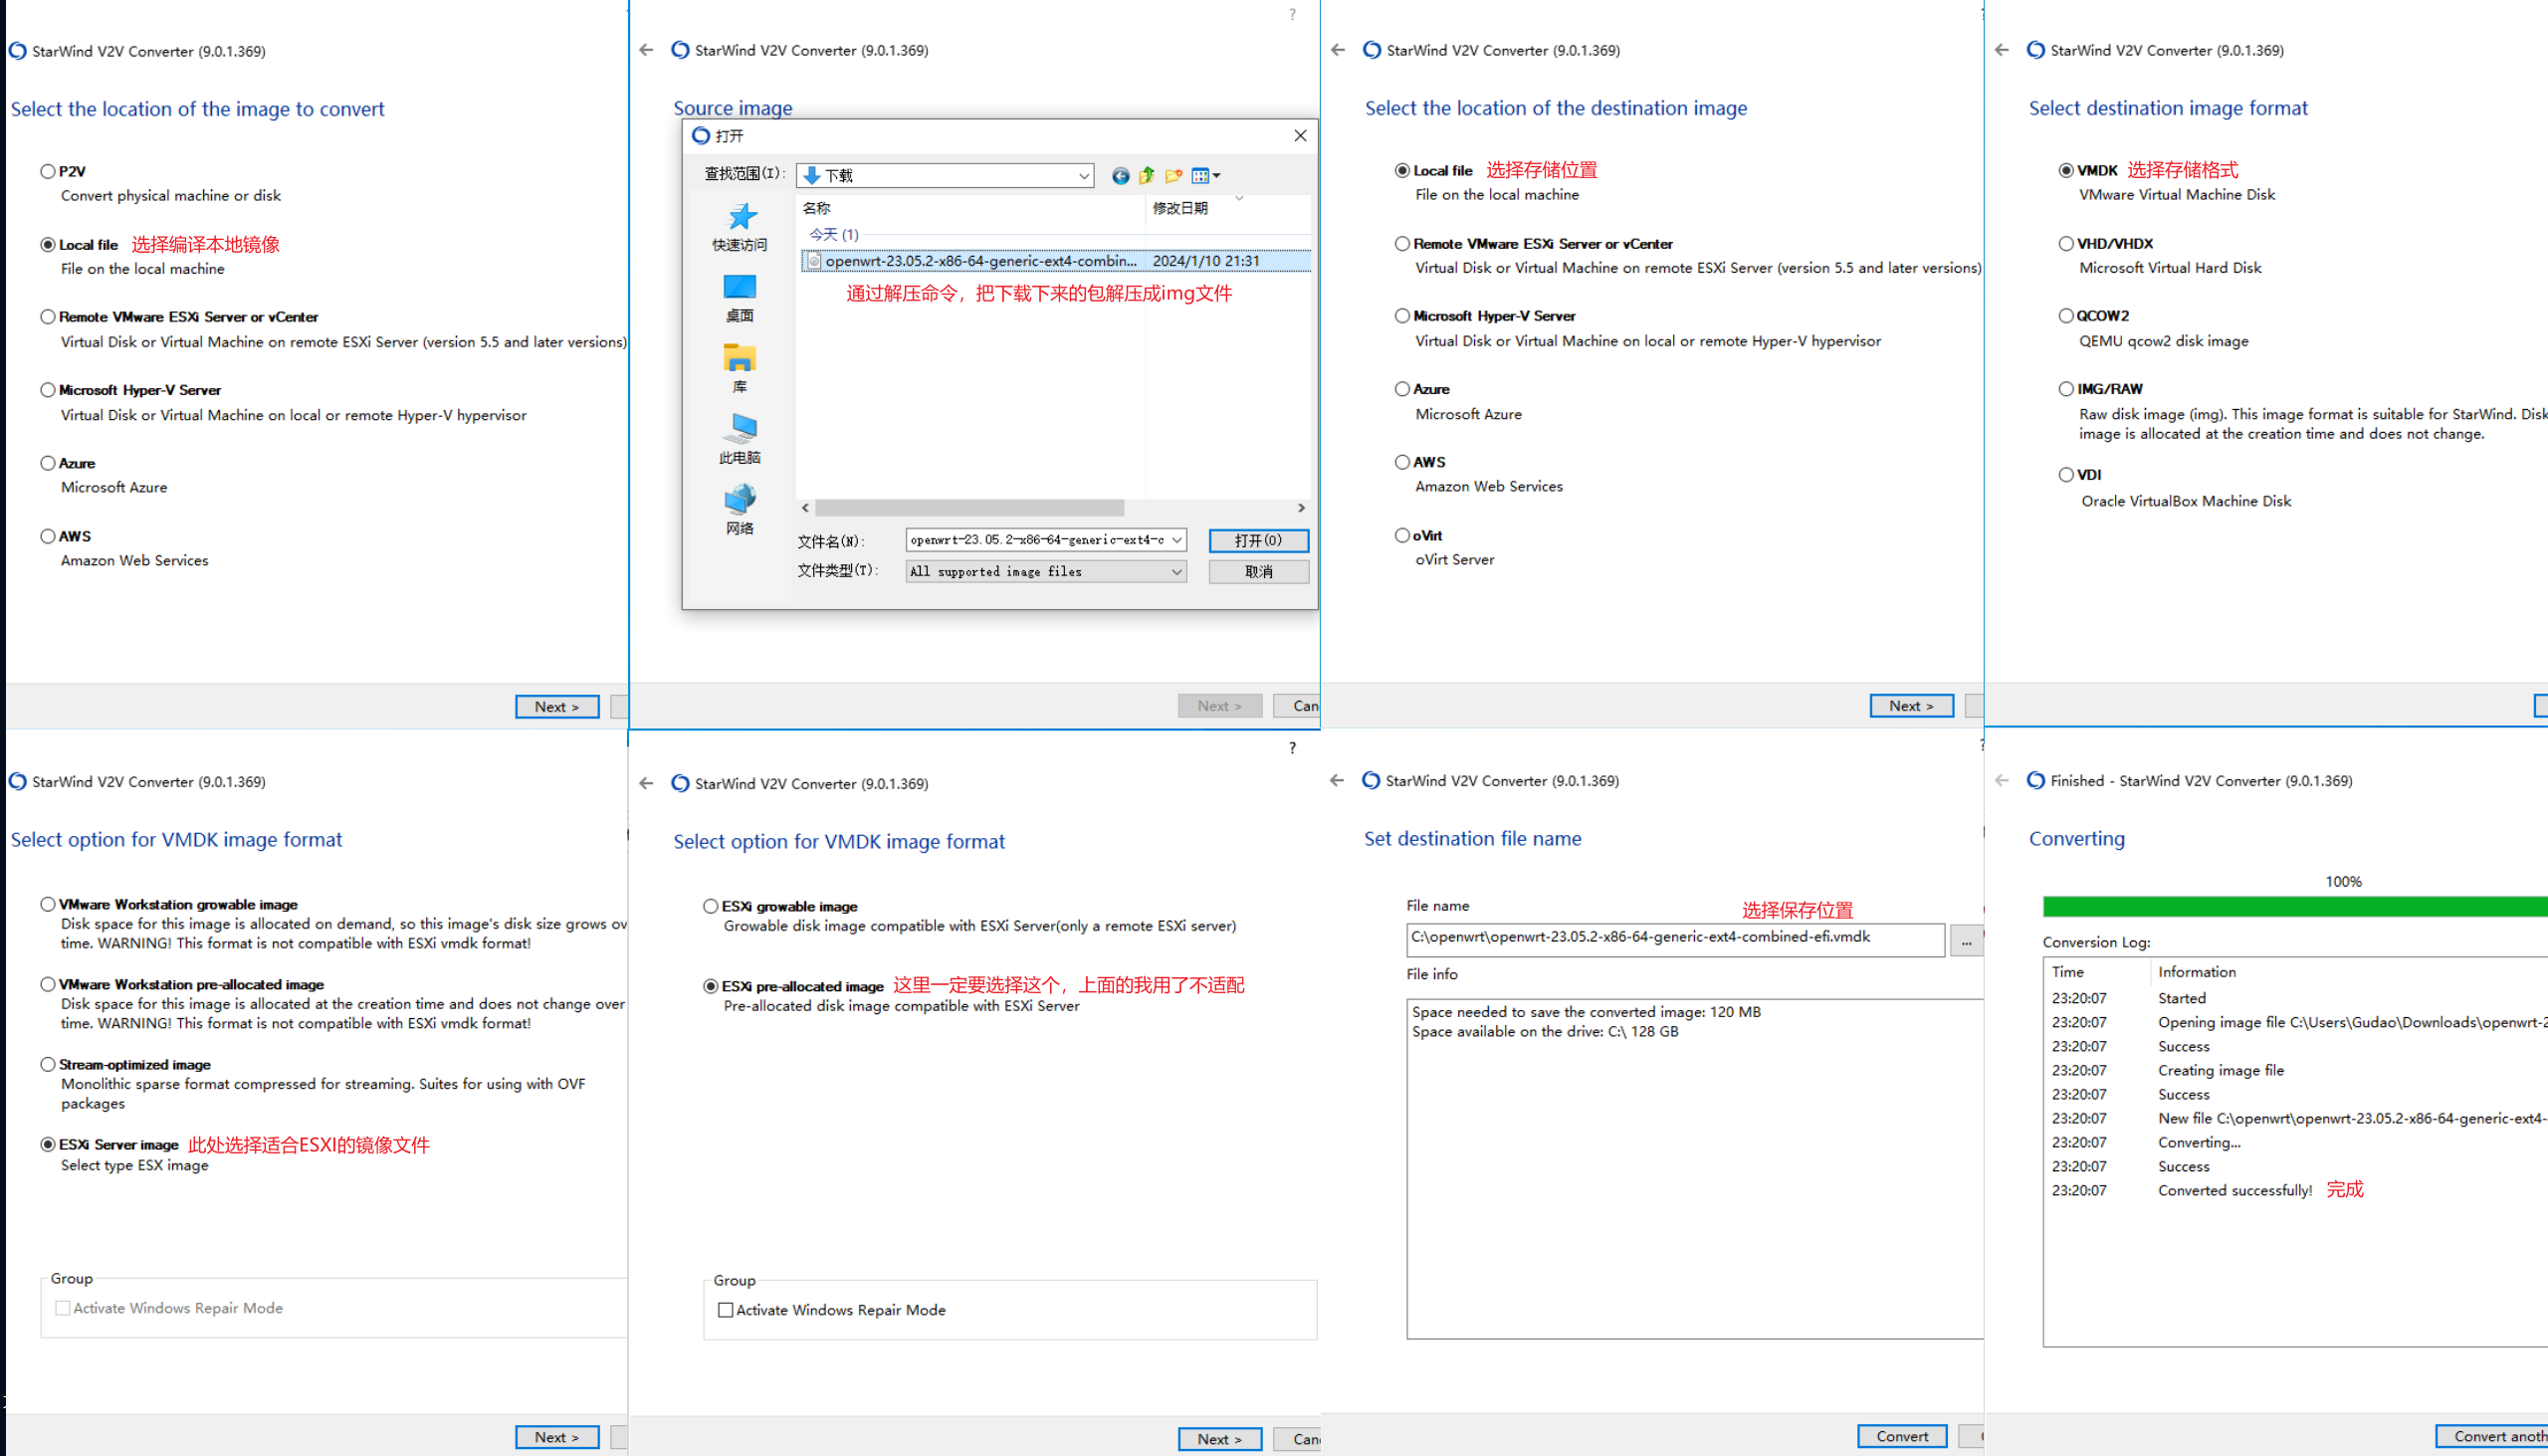 StarWind V2V Converter (9.0.1.369)
Select the location of the image to convert
P2V
Convert physical machine or disk
Local file 选择编译本地镜像
File on the local machine
Remote VMware ESXi Server or vCenter
Virtual Disk or Virtual Machine on remote ESXi Server (version 5.5 and later versions)
Microsoft Hyper-V Server
Virtual Disk or Virtual Machine on local or remote Hyper-V hypervisor
Azure
Microsoft Azure
AWS
Amazon Web Services
Next >
?
StarWind V2V Converter (9.0.1.369)
Source image
打开
查找范围(I):
下载
快速访问
桌面
库
此电脑
网络
名称 修改日期
今天 (1)
openwrt-23.05.2-x86-64-generic-ext4-combin... 2024/1/10 21:31
通过解压命令，把下载下来的包解压成img文件
文件名(N): openwrt-23.05.2-x86-64-generic-ext4-c 打开(O)
文件类型(T): All supported image files 取消
Next > Can
StarWind V2V Converter (9.0.1.369)
Select the location of the destination image
Local file 选择存储位置
File on the local machine
Remote VMware ESXi Server or vCenter
Virtual Disk or Virtual Machine on remote ESXi Server (version 5.5 and later versions)
Microsoft Hyper-V Server
Virtual Disk or Virtual Machine on local or remote Hyper-V hypervisor
Azure
Microsoft Azure
AWS
Amazon Web Services
oVirt
oVirt Server
Next >
StarWind V2V Converter (9.0.1.369)
Select destination image format
VMDK 选择存储格式
VMware Virtual Machine Disk
VHD/VHDX
Microsoft Virtual Hard Disk
QCOW2
QEMU qcow2 disk image
IMG/RAW
Raw disk image (img). This image format is suitable for StarWind. Disk
image is allocated at the creation time and does not change.
VDI
Oracle VirtualBox Machine Disk
StarWind V2V Converter (9.0.1.369)
Select option for VMDK image format
VMware Workstation growable image
Disk space for this image is allocated on demand, so this image's disk size grows ov
time. WARNING! This format is not compatible with ESXi vmdk format!
VMware Workstation pre-allocated image
Disk space for this image is allocated at the creation time and does not change over
time. WARNING! This format is not compatible with ESXi vmdk format!
Stream-optimized image
Monolithic sparse format compressed for streaming. Suites for using with OVF
packages
ESXi Server image 此处选择适合ESXI的镜像文件
Select type ESX image
Group
Activate Windows Repair Mode
Next >
?
StarWind V2V Converter (9.0.1.369)
Select option for VMDK image format
ESXi growable image
Growable disk image compatible with ESXi Server(only a remote ESXi server)
ESXi pre-allocated image 这里一定要选择这个，上面的我用了不适配
Pre-allocated disk image compatible with ESXi Server
Group
Activate Windows Repair Mode
Next > Can
StarWind V2V Converter (9.0.1.369)
Set destination file name
File name 选择保存位置
C:\openwrt\openwrt-23.05.2-x86-64-generic-ext4-combined-efi.vmdk ...
File info
Space needed to save the converted image: 120 MB
Space available on the drive: C:\ 128 GB
Convert
Finished - StarWind V2V Converter (9.0.1.369)
Converting
100%
Conversion Log:
Time Information
23:20:07 Started
23:20:07 Opening image file C:\Users\Gudao\Downloads\openwrt-2
23:20:07 Success
23:20:07 Creating image file
23:20:07 Success
23:20:07 New file C:\openwrt\openwrt-23.05.2-x86-64-generic-ext4-
23:20:07 Converting...
23:20:07 Success
23:20:07 Converted successfully! 完成
Convert anoth